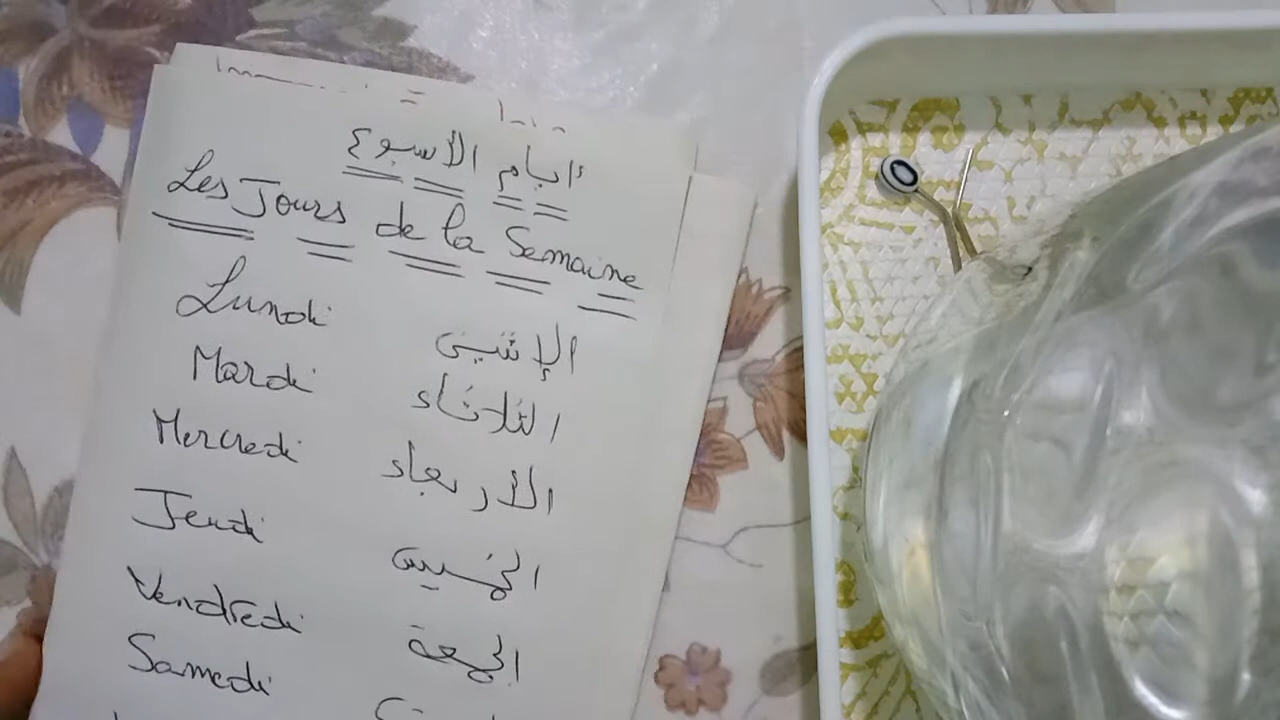 أيام الأسبوع
Les Jours de la Semaine
Lundi الإثنين
Mardi الثلاثاء
Mercredi الأربعاء
Jeudi الخميس
Vendredi الجمعة
Samedi